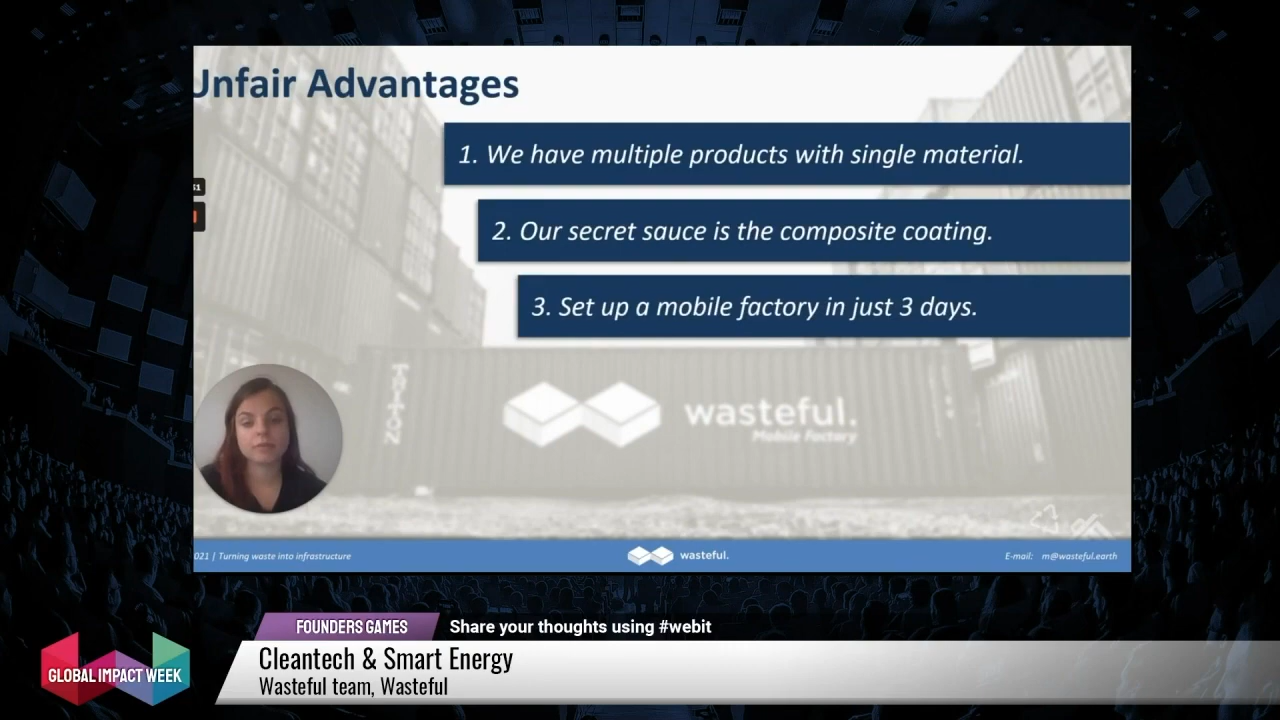 Unfair Advantages
1. We have multiple products with single material.
2. Our secret sauce is the composite coating.
3. Set up a mobile factory in just 3 days.
TRITON
wasteful.
Mobile Factory
021 | Turning waste into infrastructure
wasteful.
E-mail: m@wasteful.earth
FOUNDERS GAMES
Share your thoughts using #webit
Cleantech & Smart Energy
Wasteful team, Wasteful
GLOBAL IMPACT WEEK